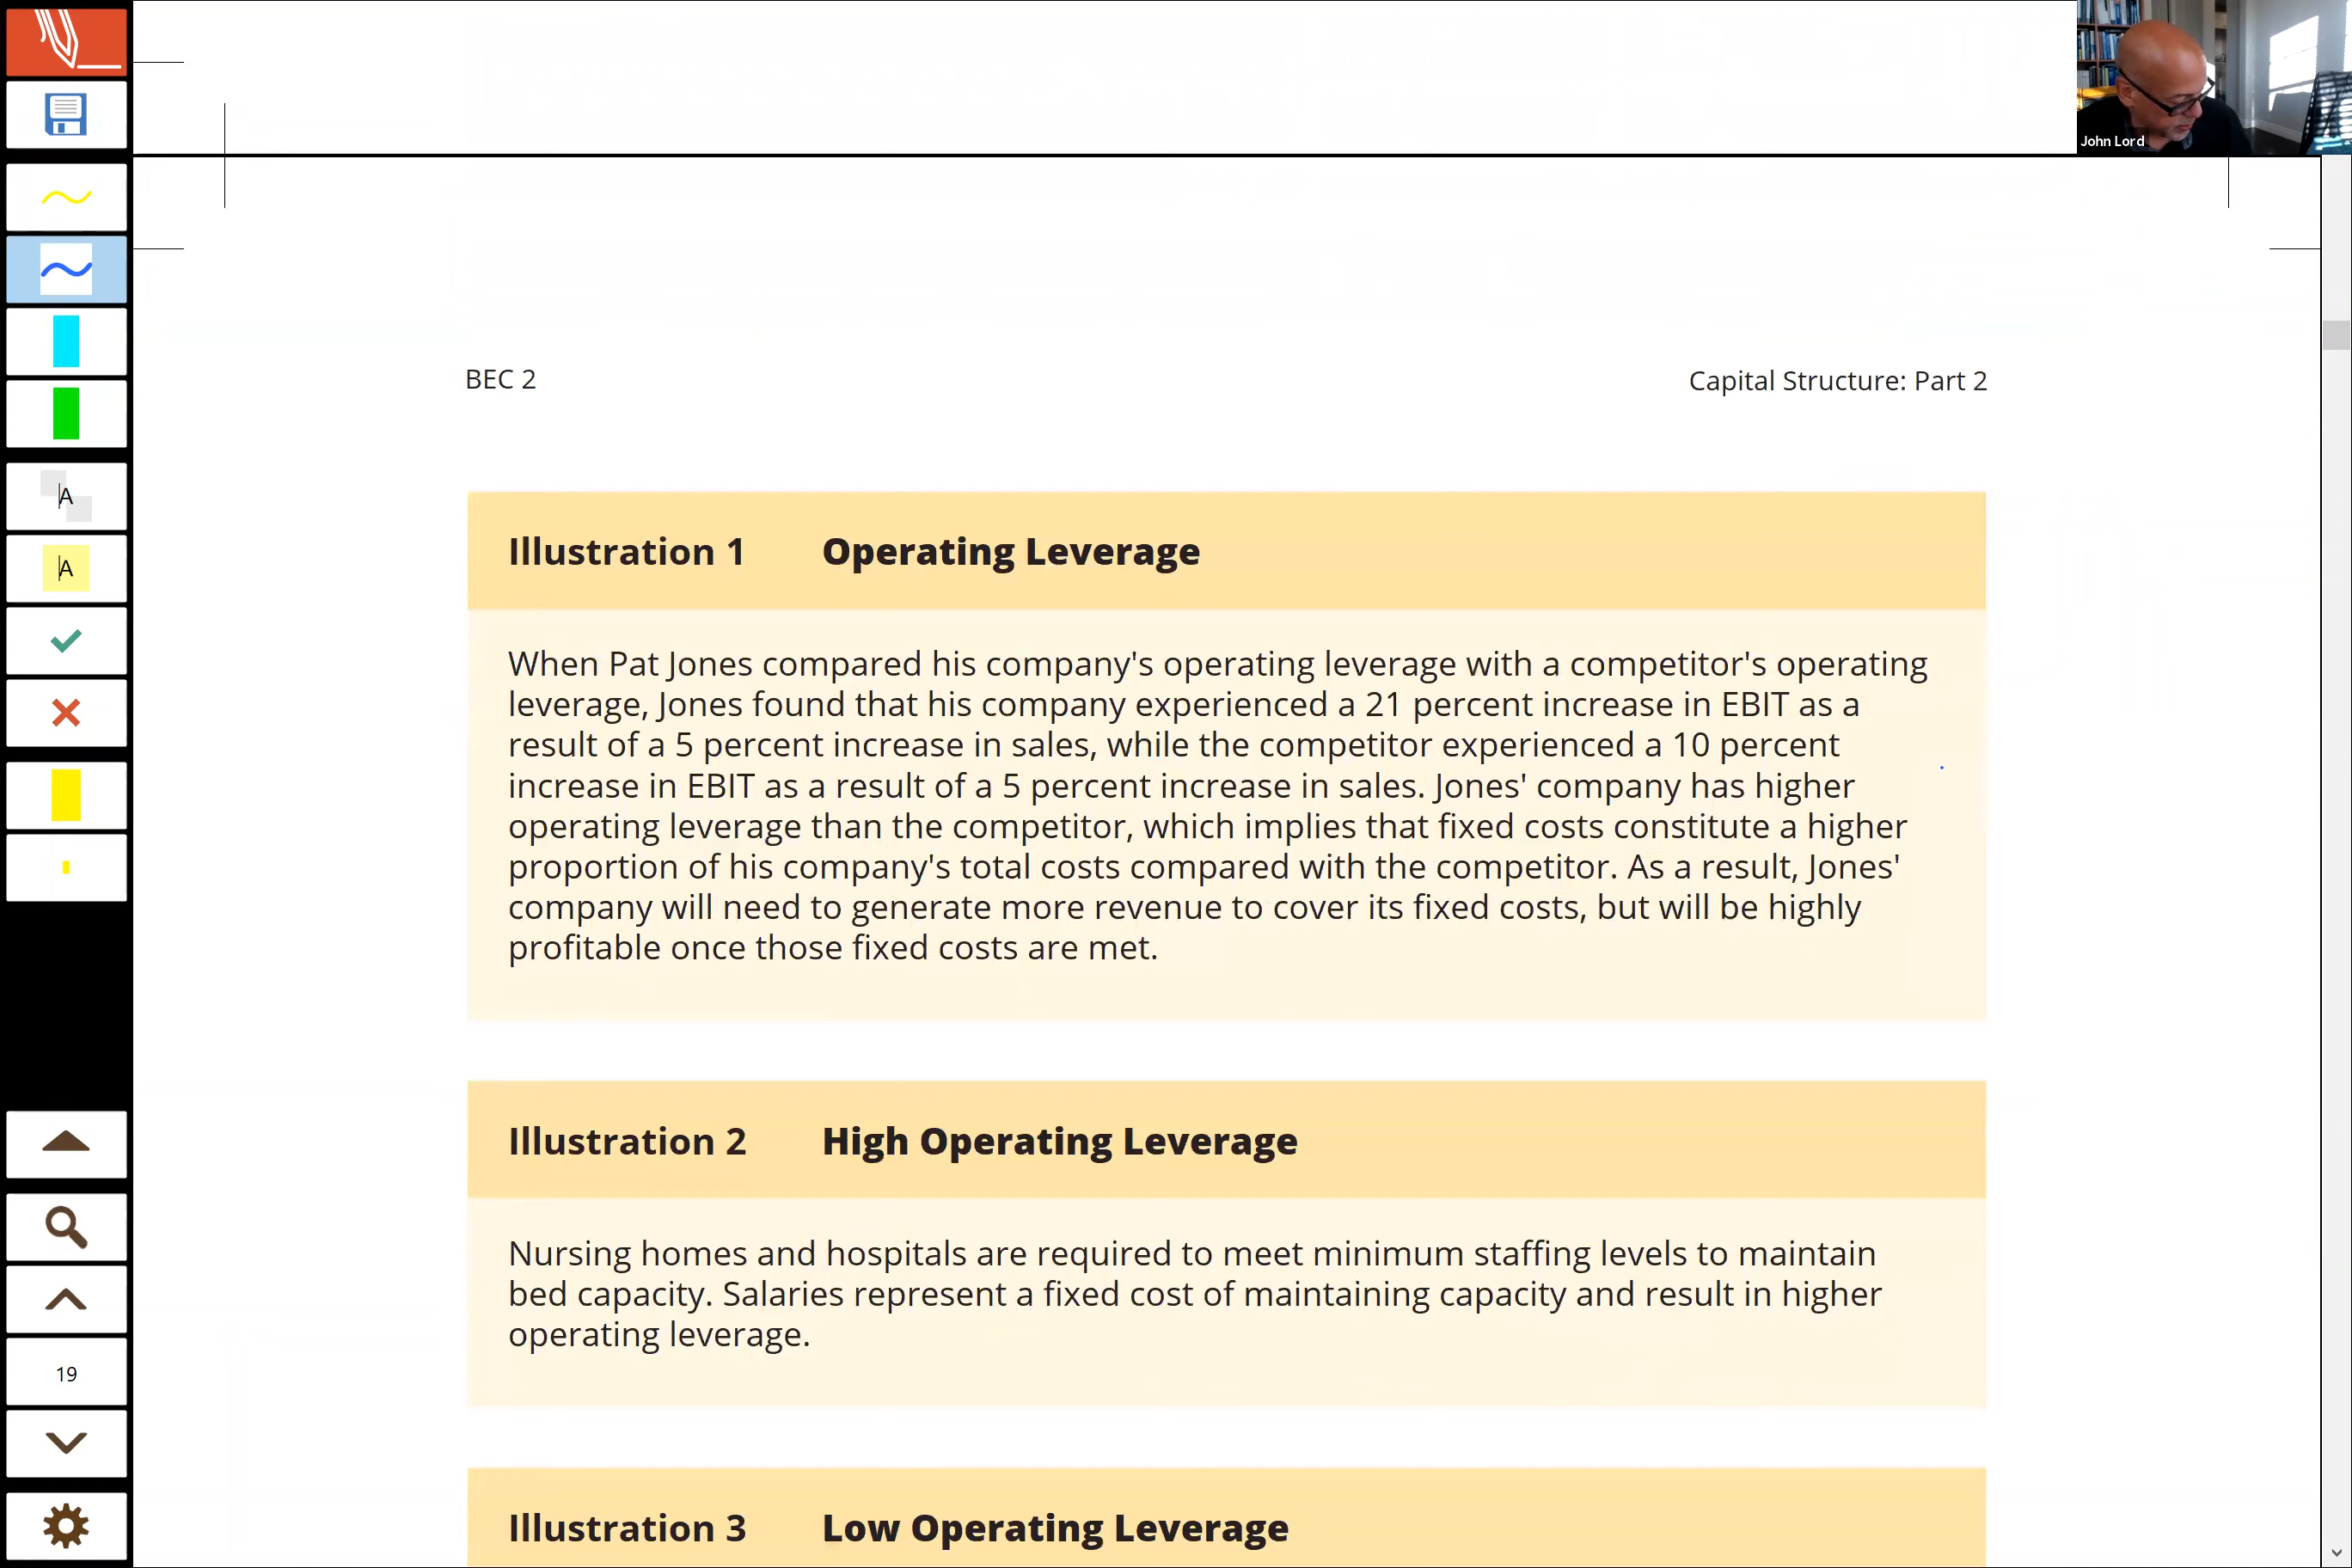 John Lord
BEC 2
Capital Structure: Part 2
Illustration 1 Operating Leverage
When Pat Jones compared his company's operating leverage with a competitor's operating
leverage, Jones found that his company experienced a 21 percent increase in EBIT as a
result of a 5 percent increase in sales, while the competitor experienced a 10 percent
increase in EBIT as a result of a 5 percent increase in sales. Jones' company has higher
operating leverage than the competitor, which implies that fixed costs constitute a higher
proportion of his company's total costs compared with the competitor. As a result, Jones'
company will need to generate more revenue to cover its fixed costs, but will be highly
profitable once those fixed costs are met.
Illustration 2 High Operating Leverage
Nursing homes and hospitals are required to meet minimum staffing levels to maintain
bed capacity. Salaries represent a fixed cost of maintaining capacity and result in higher
operating leverage.
Illustration 3 Low Operating Leverage
A
A
19